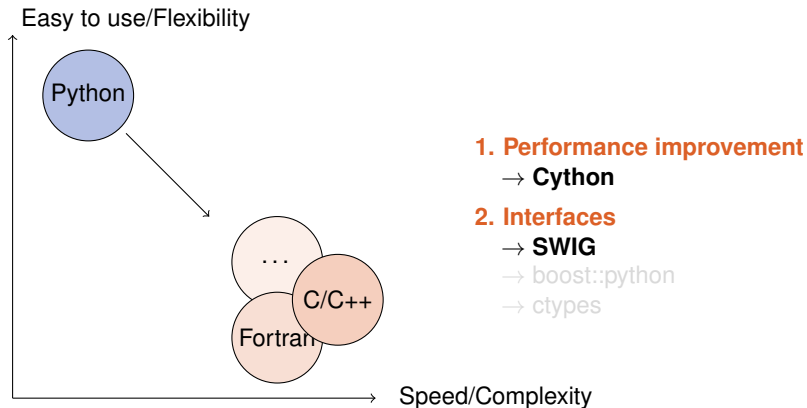 Easy to use/Flexibility
Python
1. Performance improvement
→ Cython
2. Interfaces
→ SWIG
→ boost::python
→ ctypes
...
C/C++
Fortran
Speed/Complexity